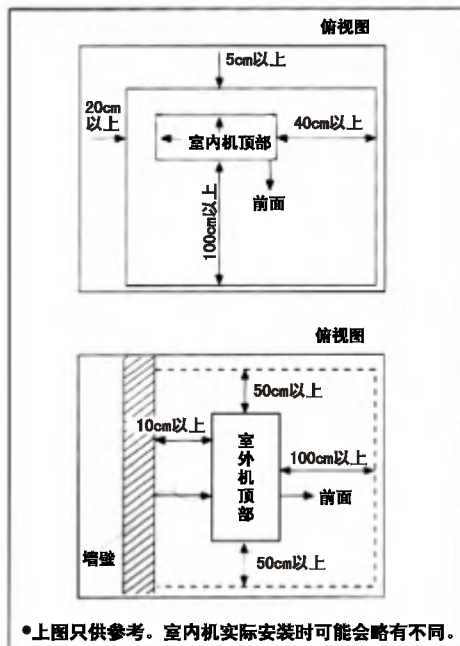 俯视图
5cm以上
20cm
以上
室内机顶部
40cm以上
前面
100cm以上
俯视图
50cm以上
10cm以上
室外机顶部
100cm以上
前面
墙壁
50cm以上
•上图只供参考。室内机实际安装时可能会略有不同。